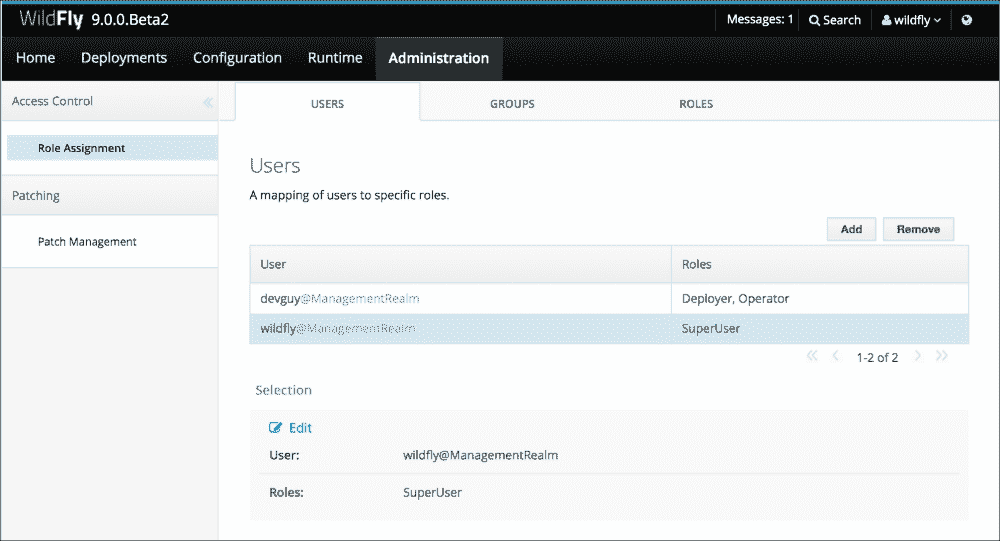 WildFly 9.0.0.Beta2 Messages: 1 Search wildfly
Home Deployments Configuration Runtime Administration
Access Control USERS GROUPS ROLES
Role Assignment
Users
Patching
A mapping of users to specific roles.
Patch Management
Add Remove
User Roles
devguy@ManagementRealm Deployer, Operator
wildfly@ManagementRealm SuperUser
1-2 of 2
Selection
Edit
User: wildfly@ManagementRealm
Roles: SuperUser